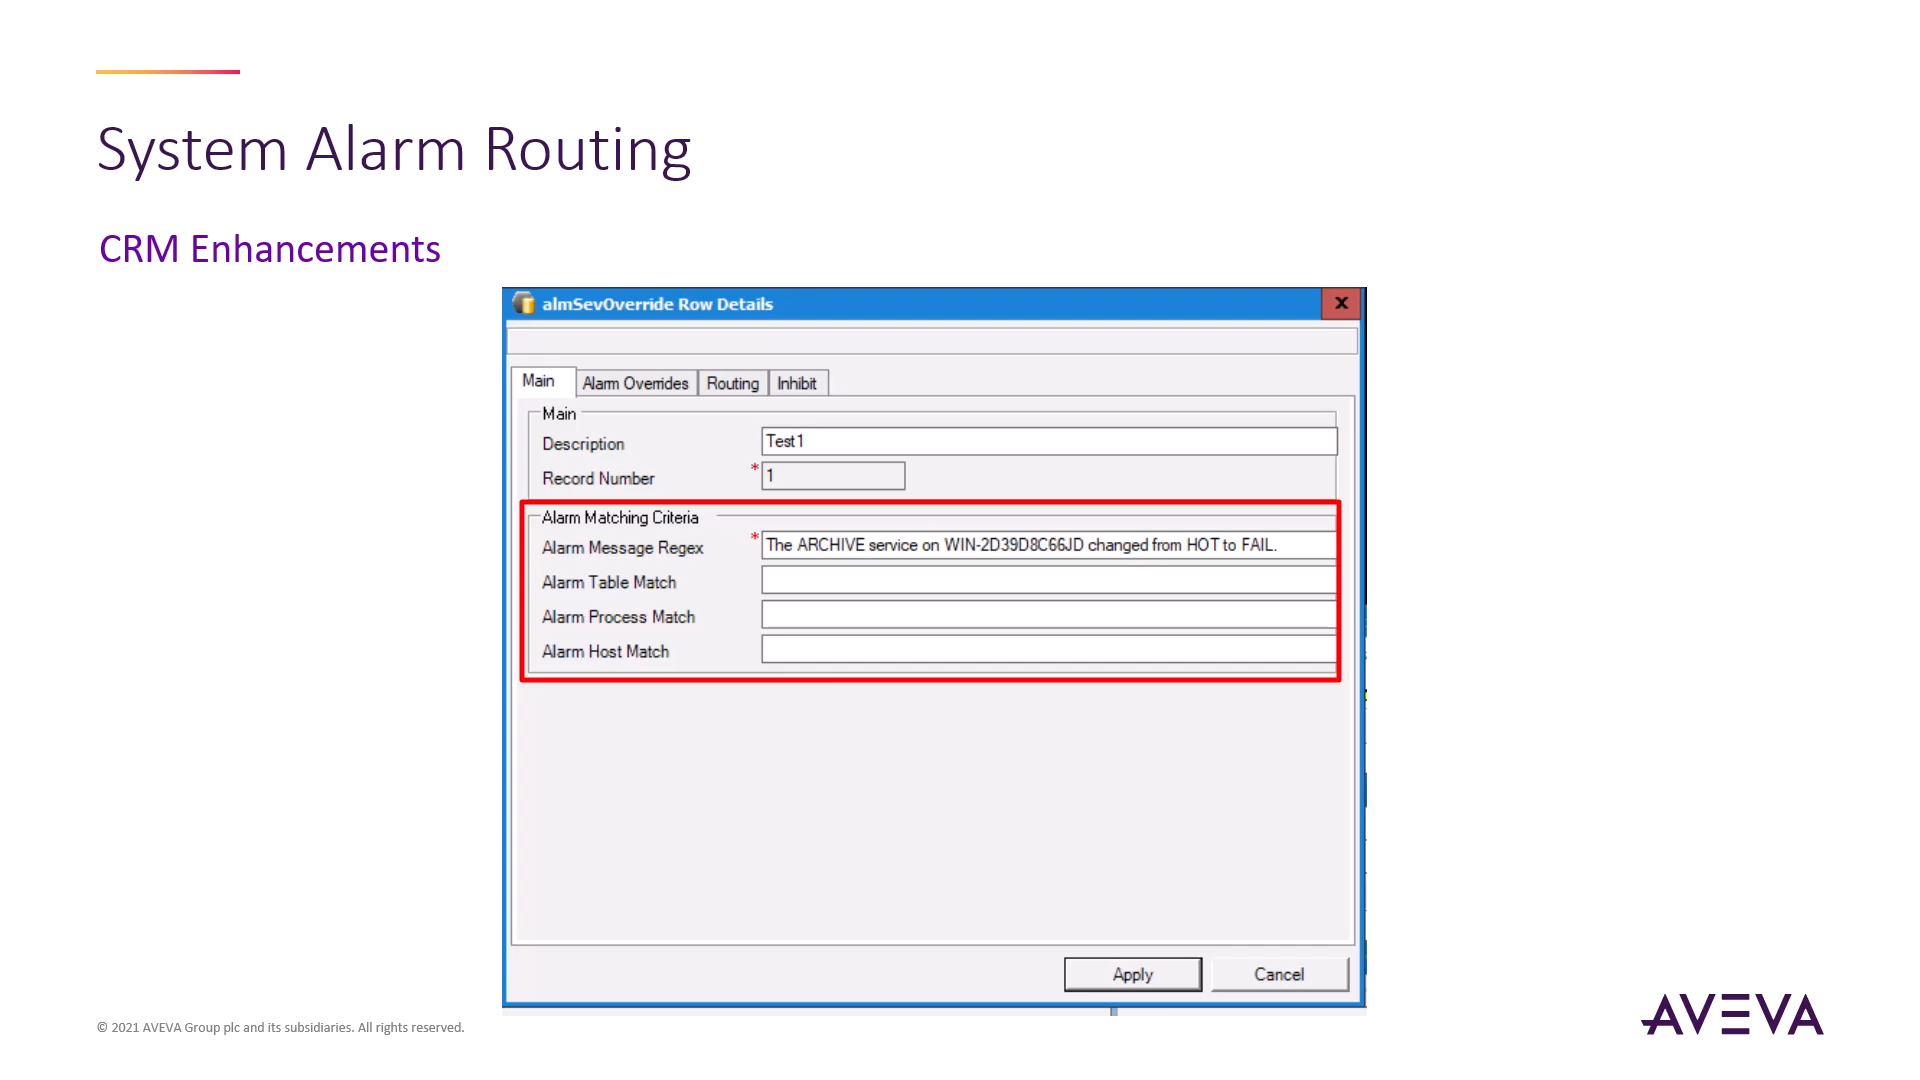 System Alarm Routing
CRM Enhancements
almSevOverride Row Details
Main Alarm Overrides Routing Inhibit
Main
Description Test1
Record Number * 1
Alarm Matching Criteria
Alarm Message Regex * The ARCHIVE service on WIN-2D39D8C66JD changed from HOT to FAIL.
Alarm Table Match
Alarm Process Match
Alarm Host Match
Apply Cancel
© 2021 AVEVA Group plc and its subsidiaries. All rights reserved.
AVEVA